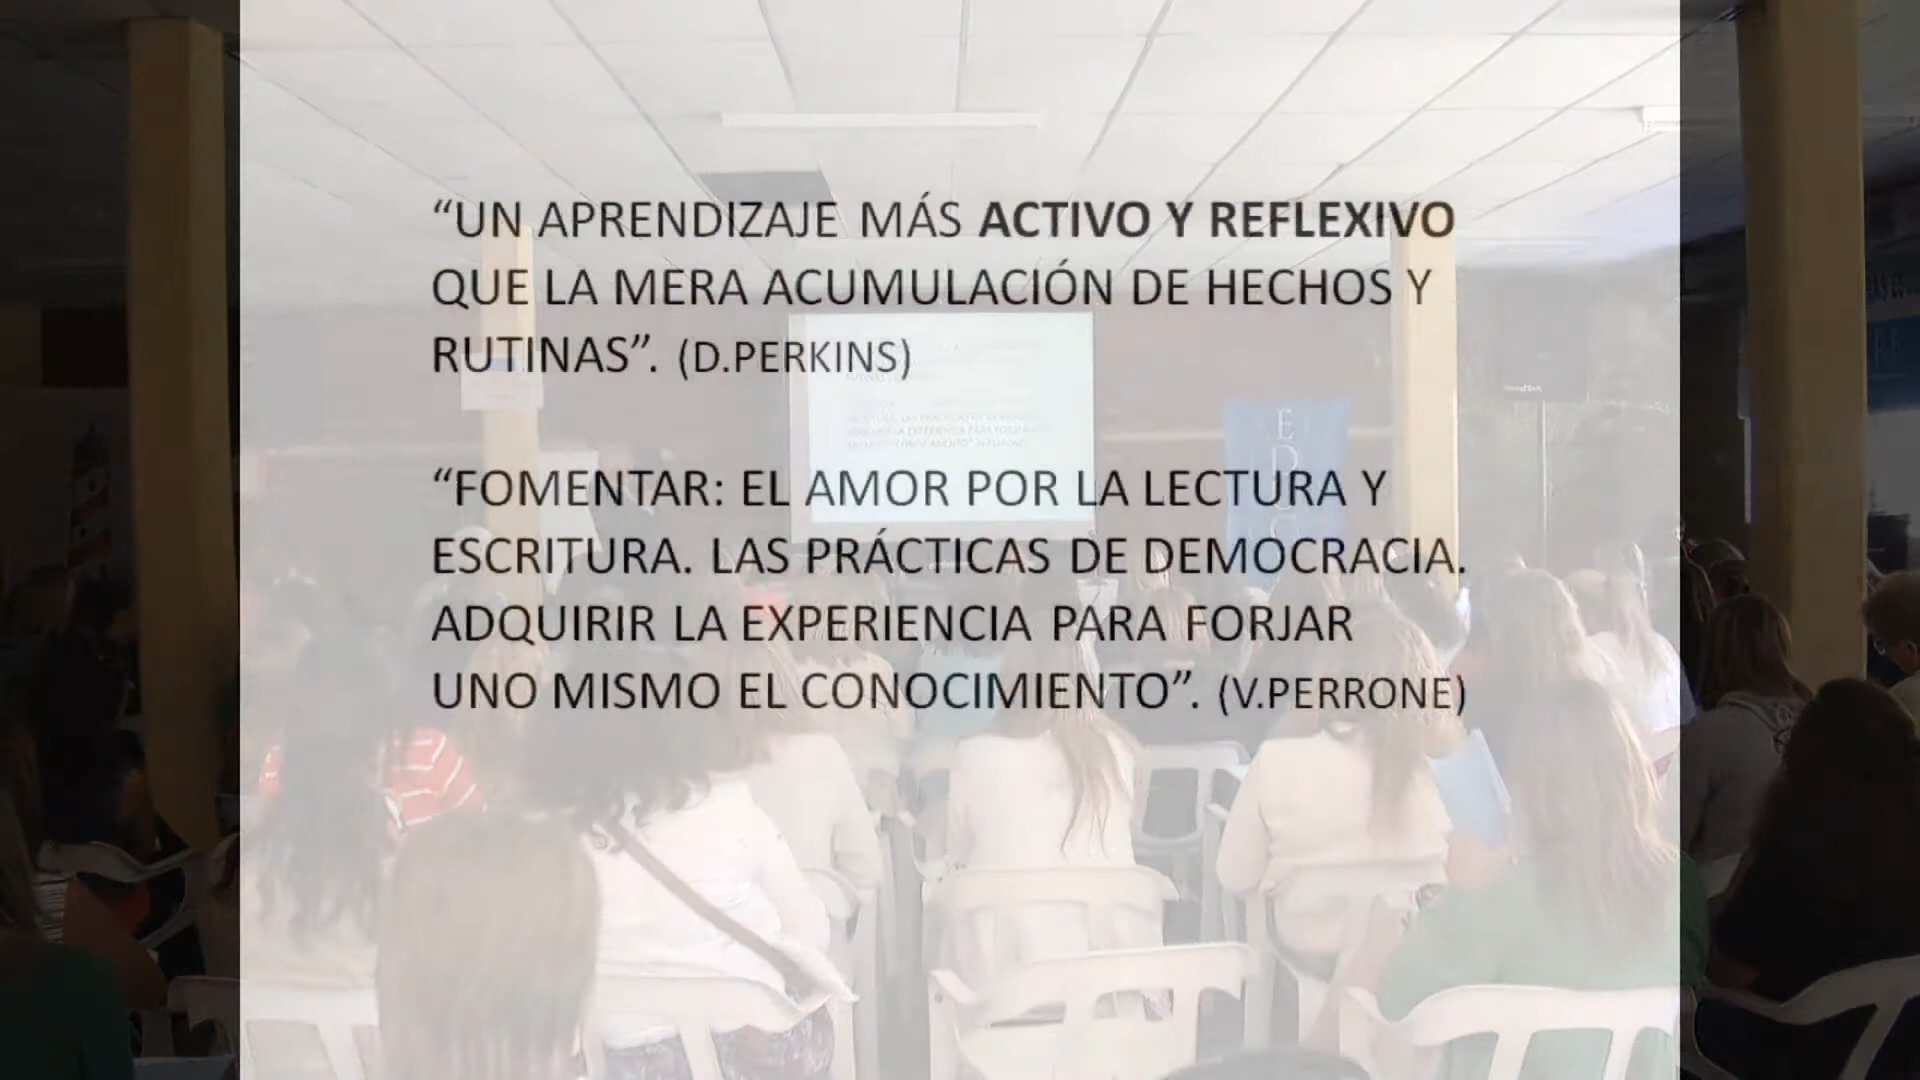 “UN APRENDIZAJE MÁS ACTIVO Y REFLEXIVO
QUE LA MERA ACUMULACIÓN DE HECHOS Y
RUTINAS”. (D.PERKINS)
“FOMENTAR: EL AMOR POR LA LECTURA Y
ESCRITURA. LAS PRÁCTICAS DE DEMOCRACIA.
ADQUIRIR LA EXPERIENCIA PARA FORJAR
UNO MISMO EL CONOCIMIENTO”. (V.PERRONE)